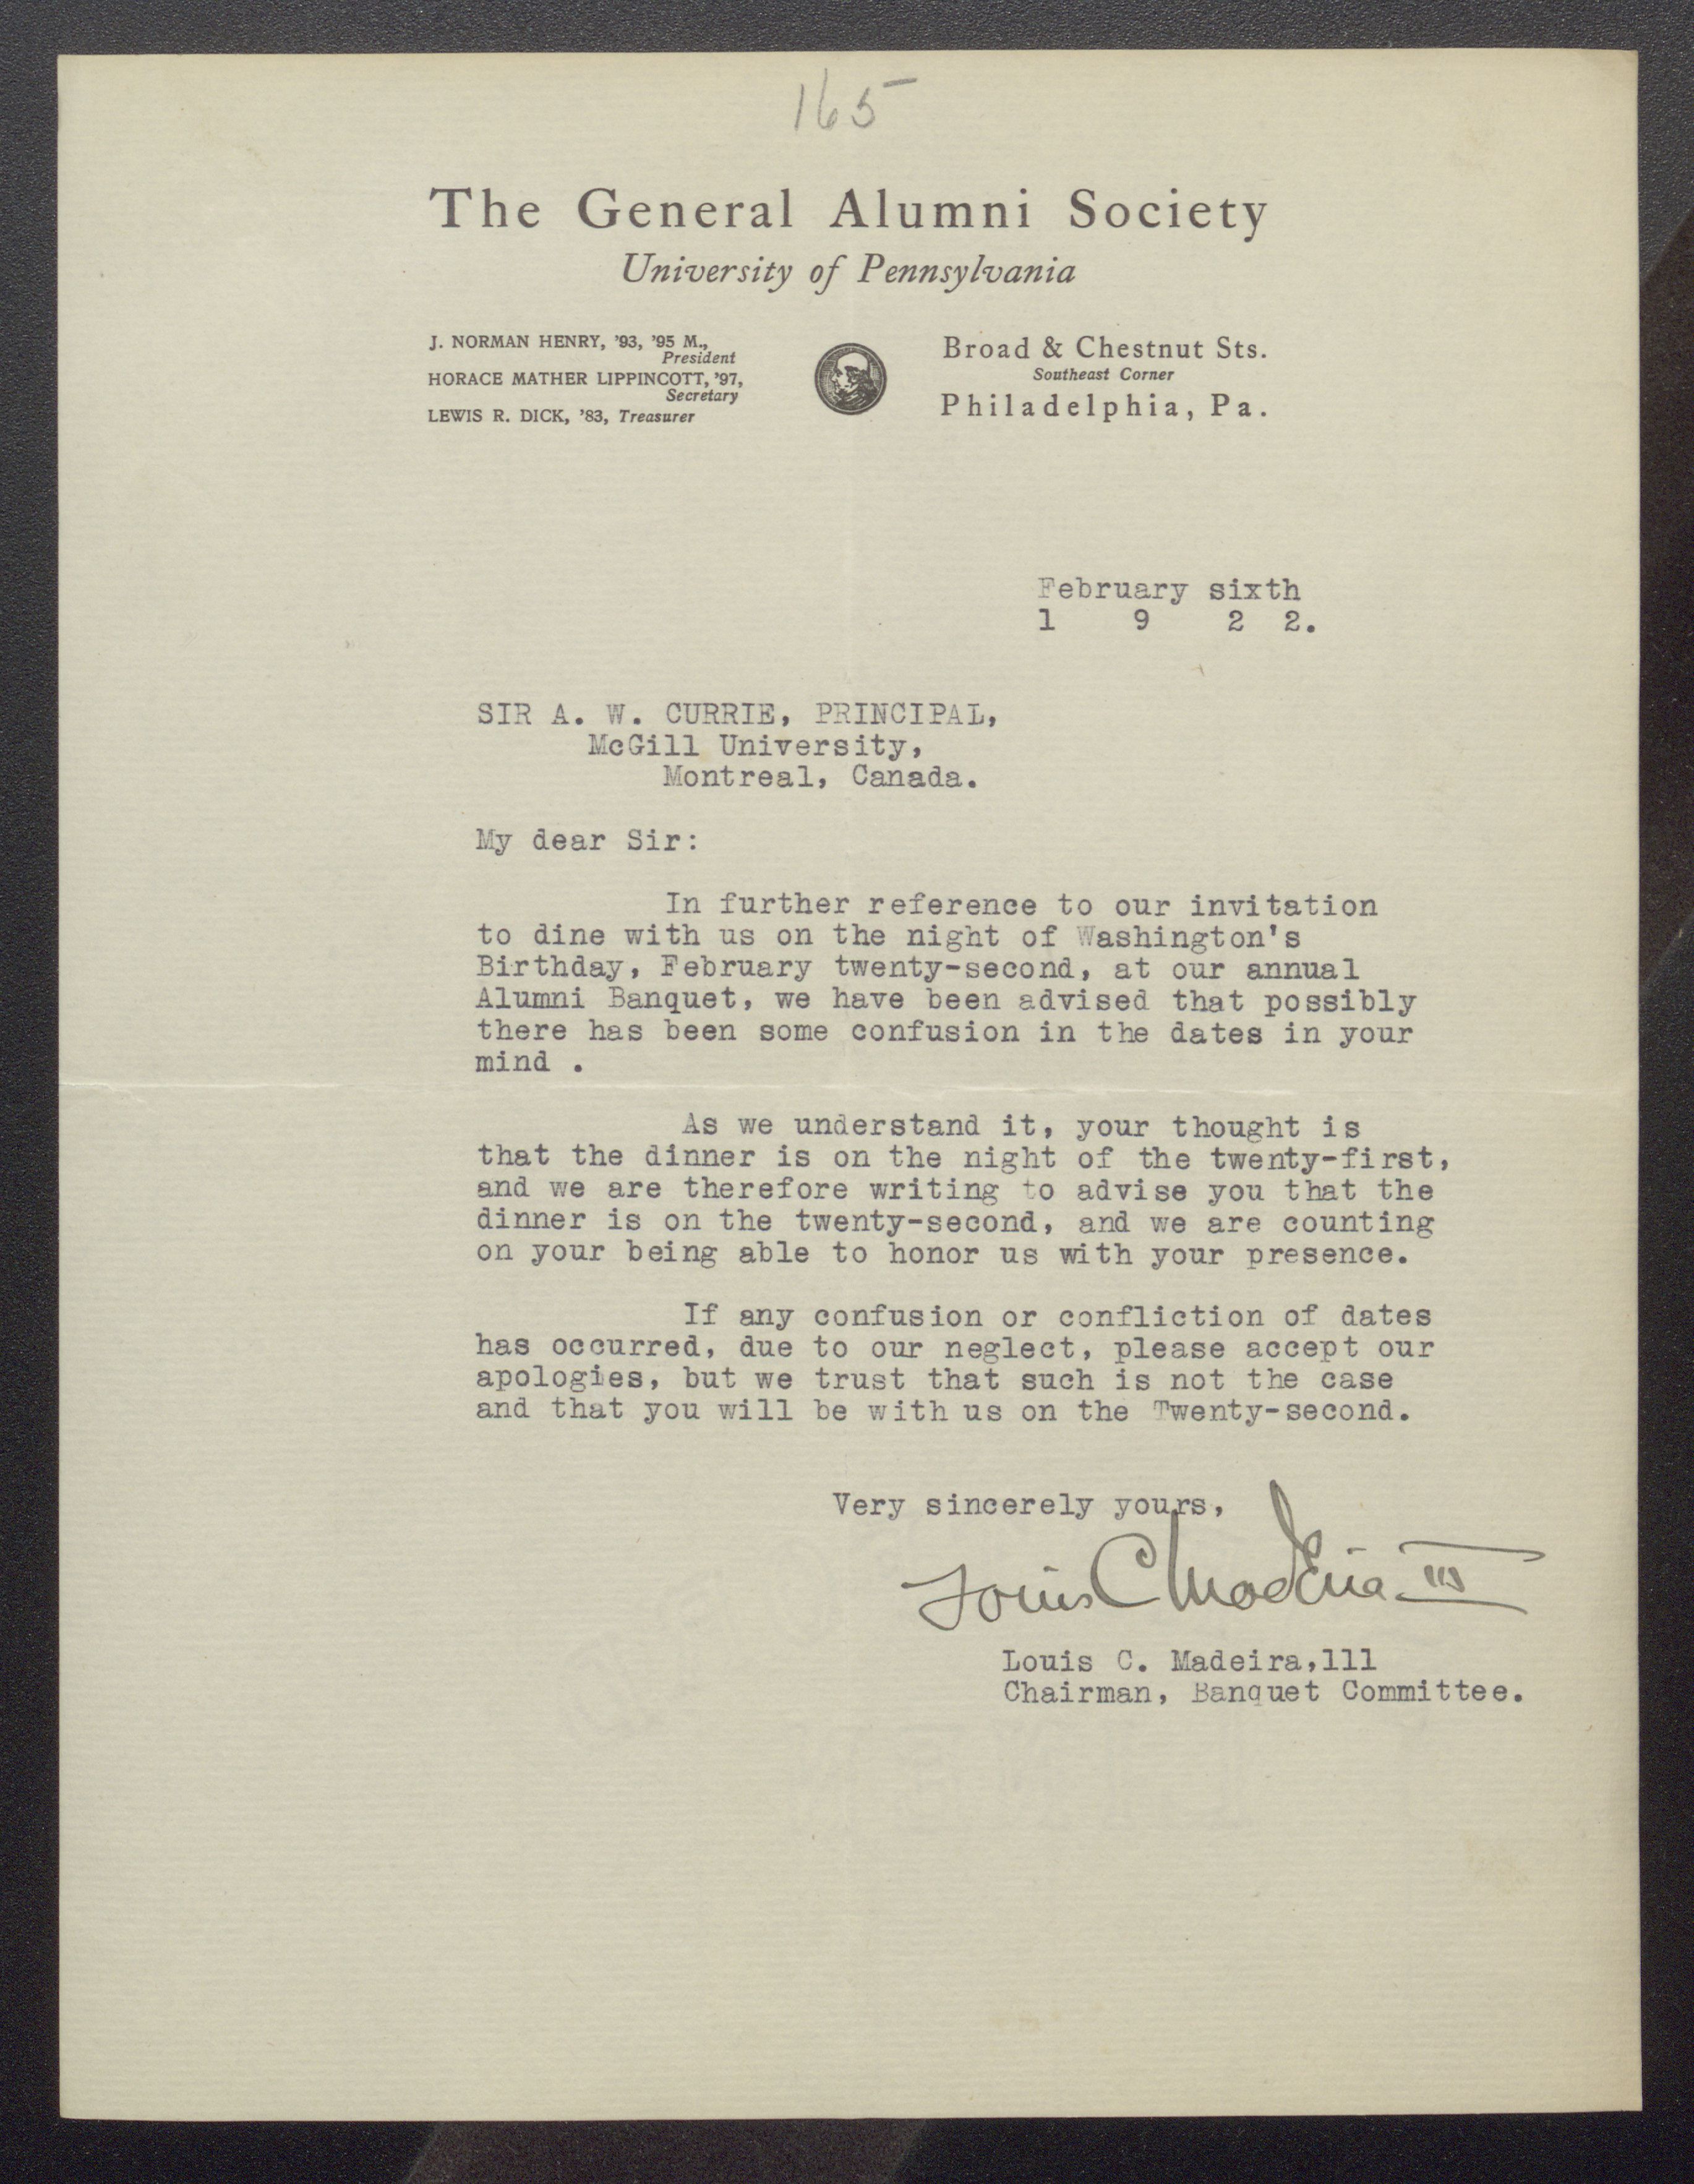 165
The General Alumni Society
University of Pennsylvania
J. NORMAN HENRY, '93, '95 M.,
President
HORACE MATHER LIPPINCOTT, '97,
Secretary
LEWIS R. DICK, '83, Treasurer
Broad & Chestnut Sts.
Southeast Corner
Philadelphia, Pa.
February sixth
1 9 2 2.
SIR A. W. CURRIE, PRINCIPAL,
McGill University,
Montreal, Canada.
My dear Sir:
In further reference to our invitation
to dine with us on the night of Washington's
Birthday, February twenty-second, at our annual
Alumni Banquet, we have been advised that possibly
there has been some confusion in the dates in your
mind .
As we understand it, your thought is
that the dinner is on the night of the twenty-first,
and we are therefore writing to advise you that the
dinner is on the twenty-second, and we are counting
on your being able to honor us with your presence.
If any confusion or confliction of dates
has occurred, due to our neglect, please accept our
apologies, but we trust that such is not the case
and that you will be with us on the Twenty-second.
Very sincerely yours,
Louis C Madeira III
Louis C. Madeira,lll
Chairman, Banquet Committee.